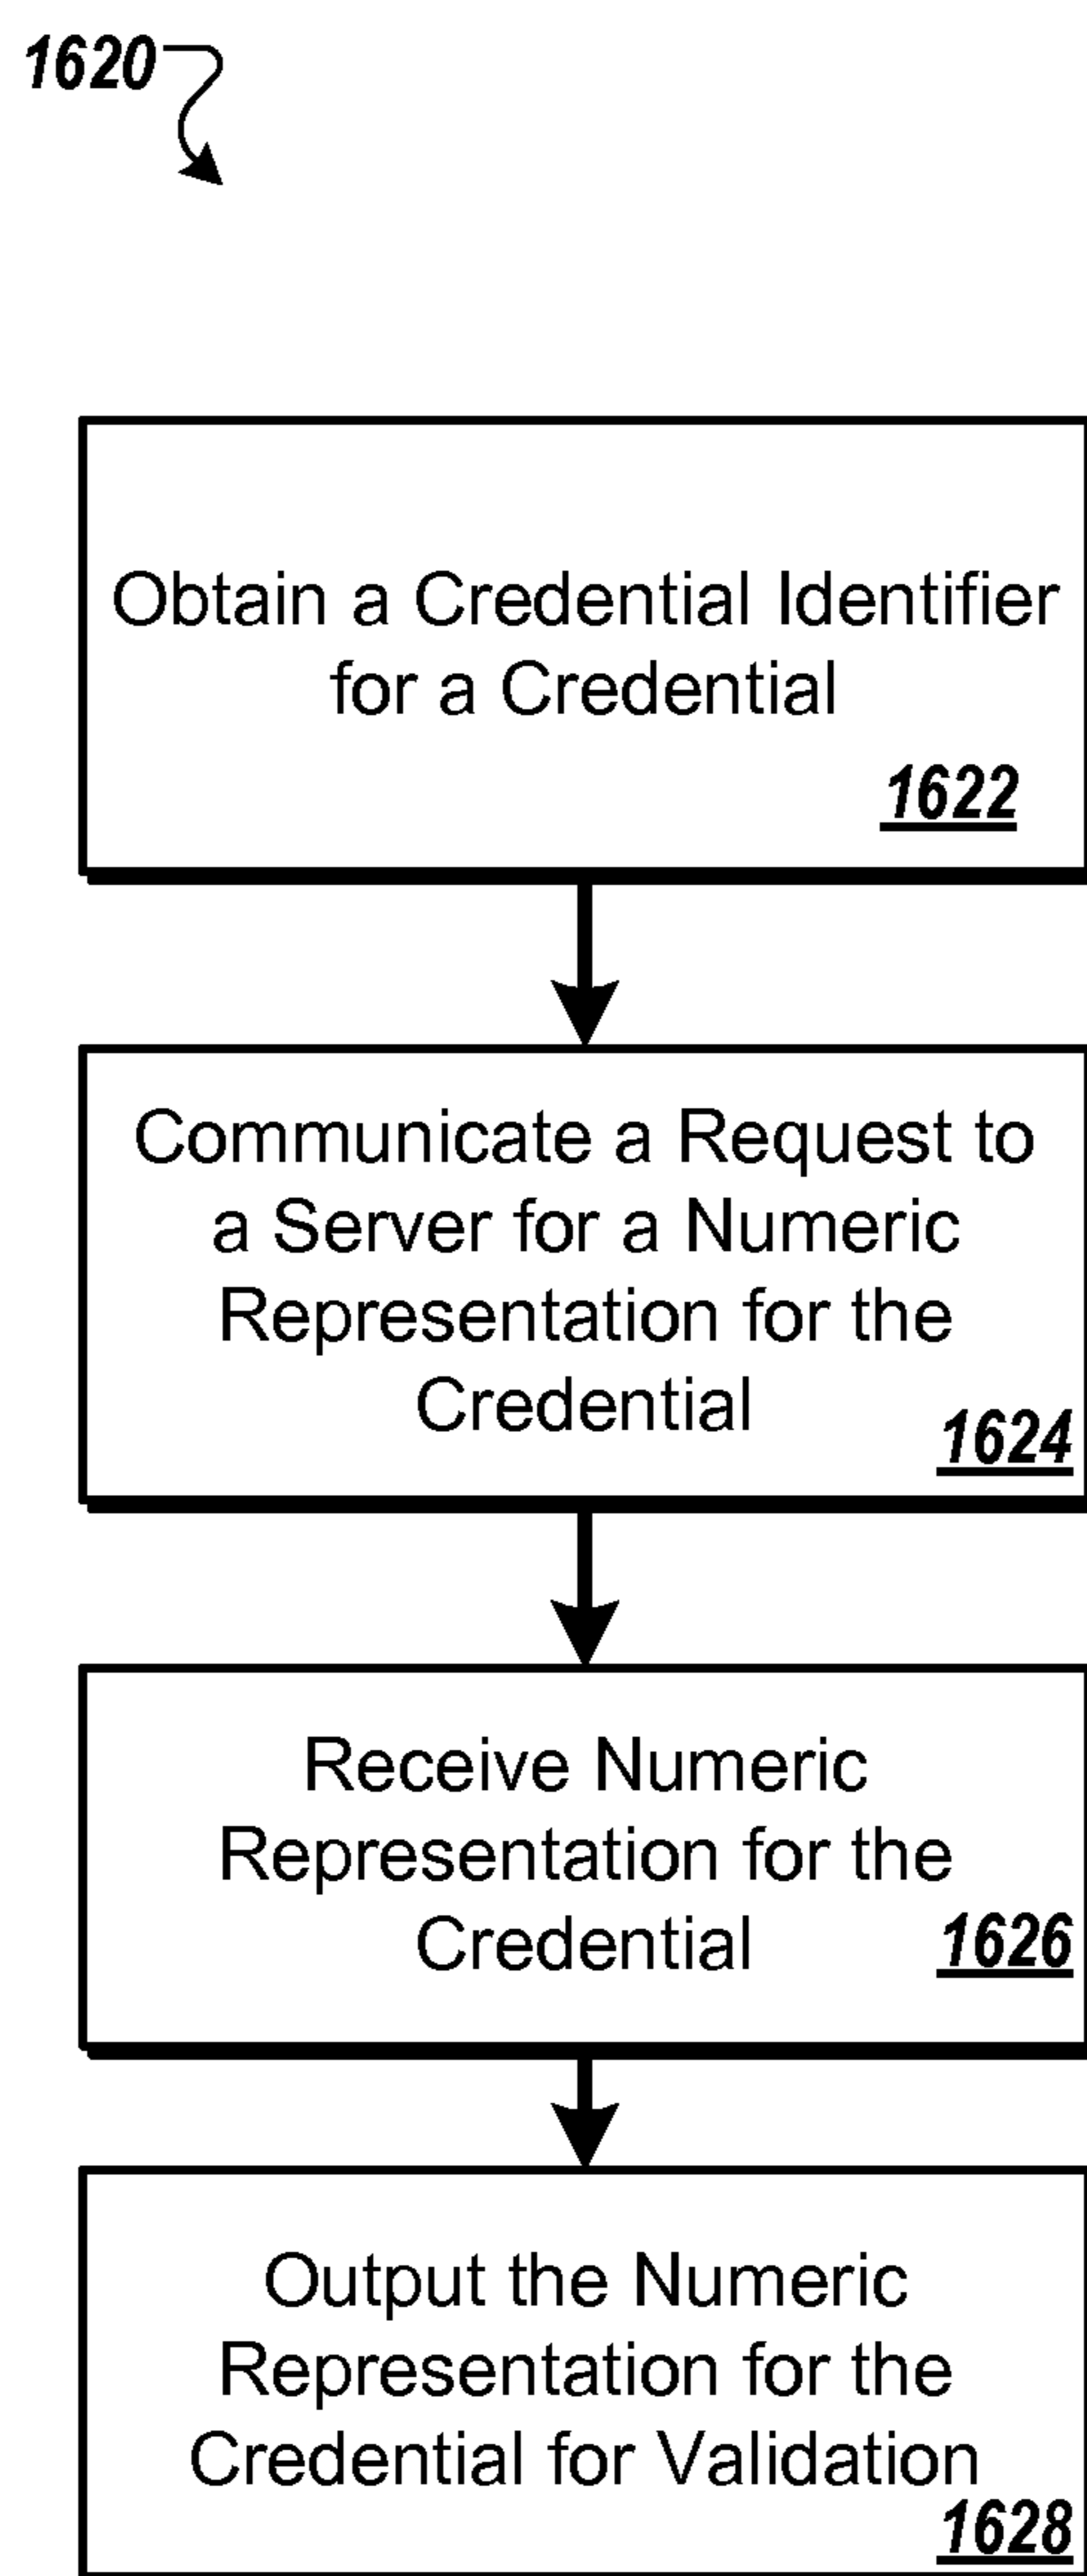 1620
Obtain a Credential Identifier
for a Credential
1622
Communicate a Request to
a Server for a Numeric
Representation for the
Credential
1624
Receive Numeric
Representation for the
Credential
1626
Output the Numeric
Representation for the
Credential for Validation
1628